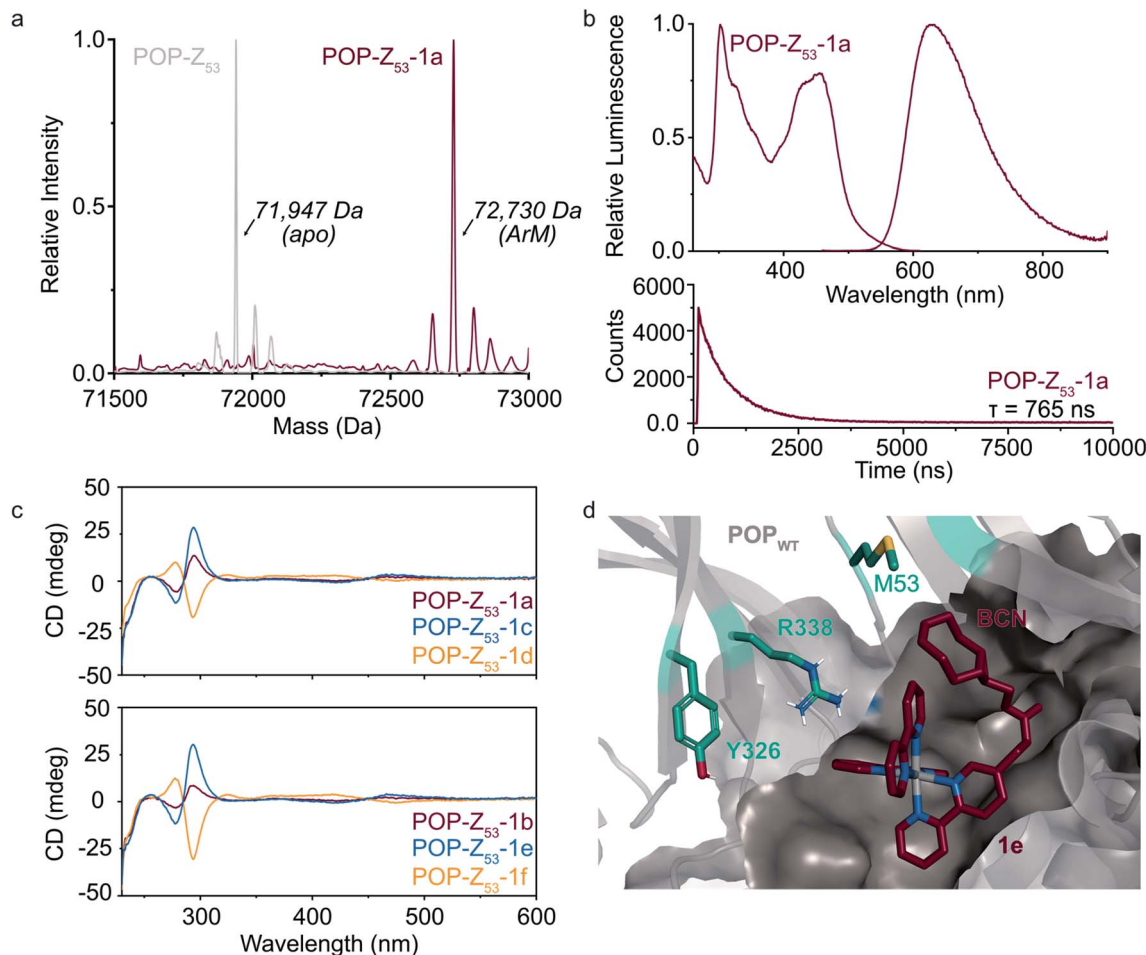 a
1.0
0.5
0.0
Relative Intensity
POP-Z53
POP-Z53-1a
71,947 Da
(apo)
72,730 Da
(ArM)
71500
72000
72500
73000
Mass (Da)
b
1.0
0.5
0.0
Relative Luminescence
POP-Z53-1a
400
600
800
Wavelength (nm)
6000
4000
2000
0.0
Counts
POP-Z53-1a
τ = 765 ns
0
2500
5000
7500
10000
Time (ns)
c
50
25
0
-25
50
CD (mdeg)
POP-Z53-1a
POP-Z53-1c
POP-Z53-1d
50
25
0
-25
-50
CD (mdeg)
POP-Z53-1b
POP-Z53-1e
POP-Z53-1f
300
400
500
600
Wavelength (nm)
d
POPWT
M53
BCN
R338
Y326
1e